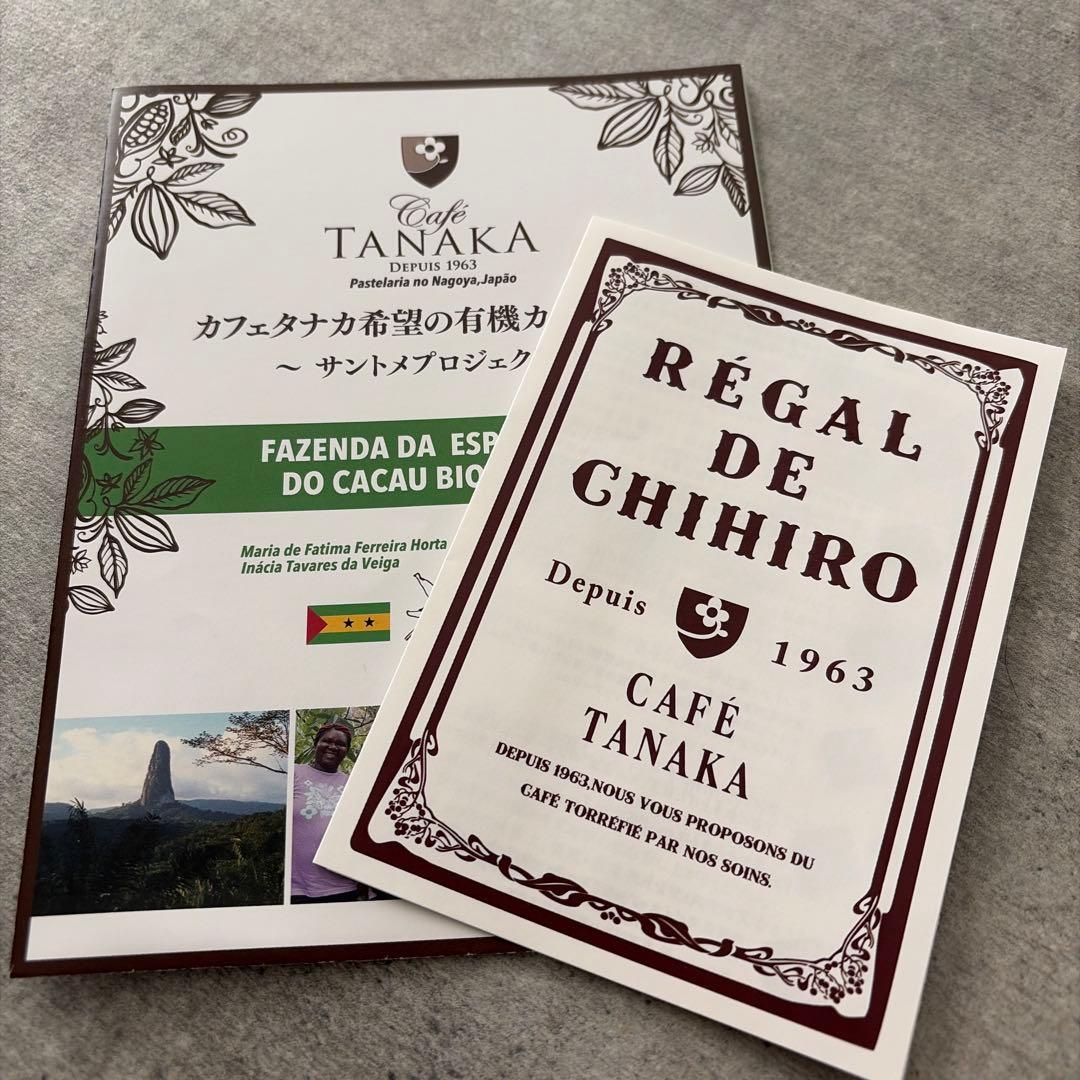 Café
TANAKA
DEPUIS 1963
Pastelaria no Nagoya,Japão
カフェタナカ希望の有機カ
～ サントメプロジェク
FAZENDA DA ESP
DO CACAU BIO
Maria de Fatima Ferreira Horta
Inácia Tavares da Veiga
RÉGAL
DE
CHIHIRO
Depuis 1963
CAFÉ
TANAKA
DEPUIS 1963,NOUS VOUS PROPOSONS DU
CAFÉ TORRÉFIÉ PAR NOS SOINS.